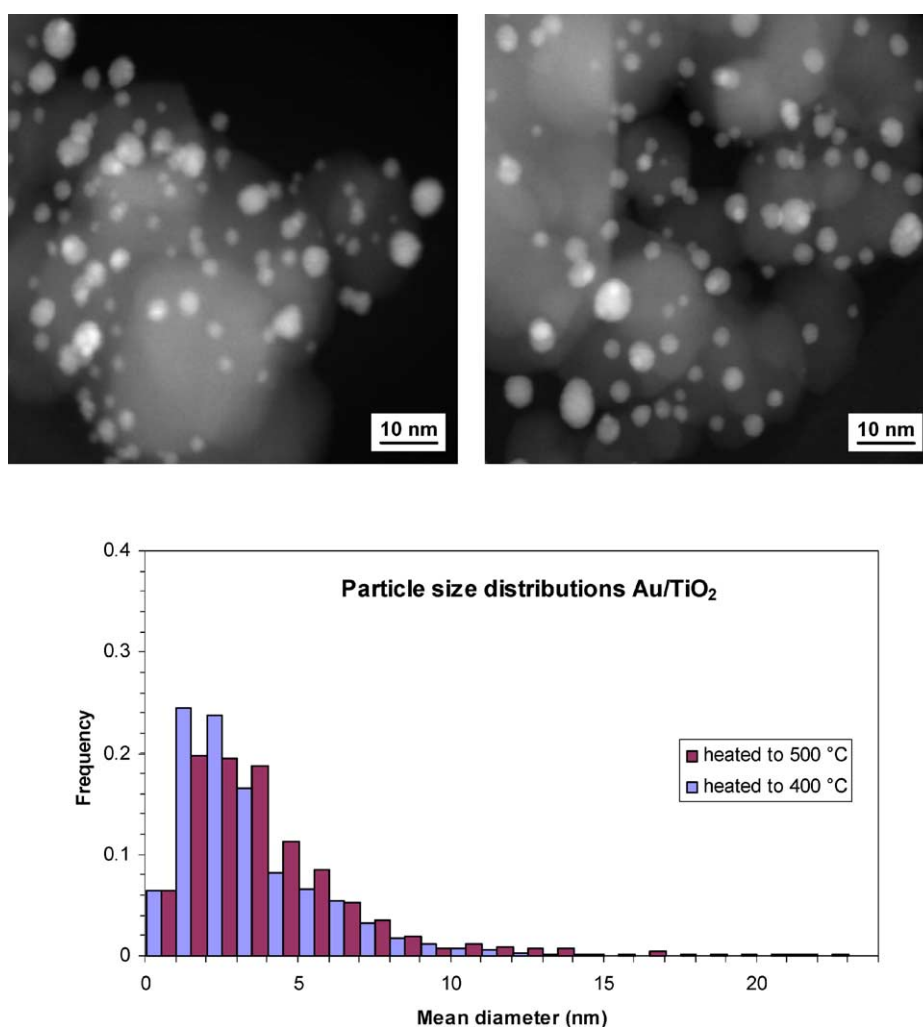 10 nm
10 nm
Particle size distributions Au/TiO₂
0.4
0.3
0.2
0.1
0
Frequency
heated to 500 °C
heated to 400 °C
0 5 10 15 20
Mean diameter (nm)